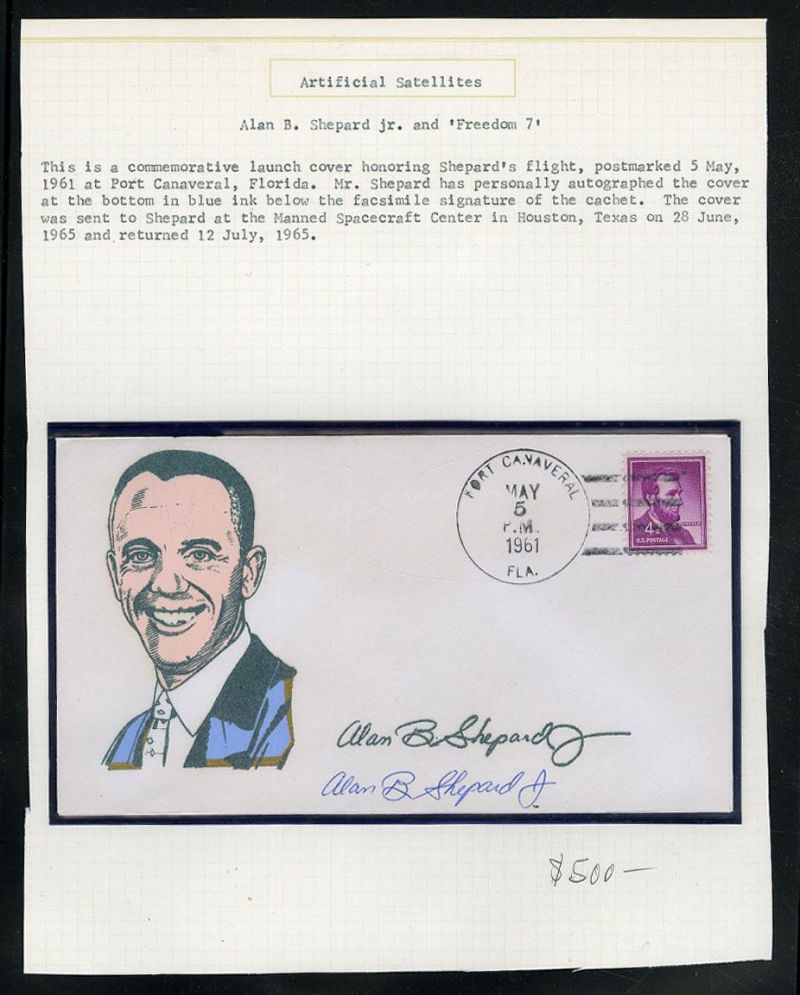 Artificial Satellites
Alan B. Shepard jr. and 'Freedom 7'
This is a commemorative launch cover honoring Shepard's flight, postmarked 5 May,
1961 at Port Canaveral, Florida. Mr. Shepard has personally autographed the cover
at the bottom in blue ink below the facsimile signature of the cachet. The cover
was sent to Shepard at the Manned Spacecraft Center in Houston, Texas on 28 June,
1965 and returned 12 July, 1965.
PORT CANAVERAL
MAY
5
P.M.
1961
FLA.
4¢
U.S. POSTAGE
Alan B. Shepard Jr
Alan B. Shepard Jr
$500—